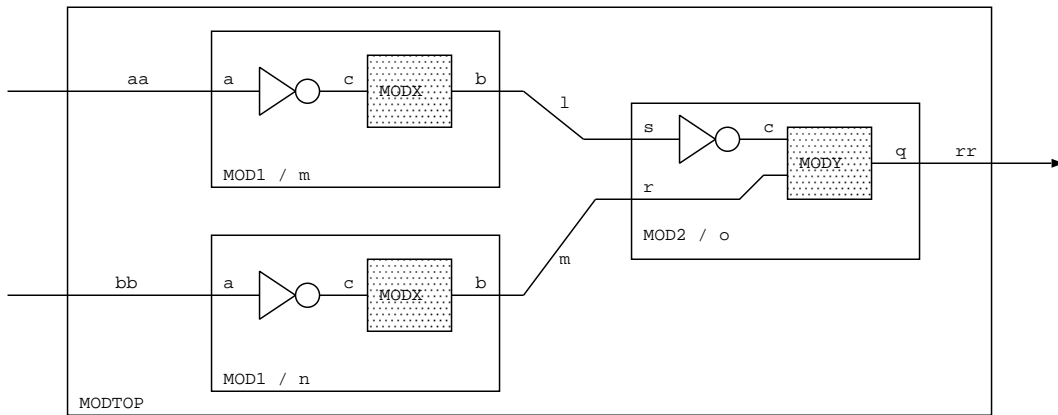 aa a c MODX b
l
s c MODY q rr
MOD1 / m
r
MOD2 / o
m
bb a c MODX b
MOD1 / n
MODTOP